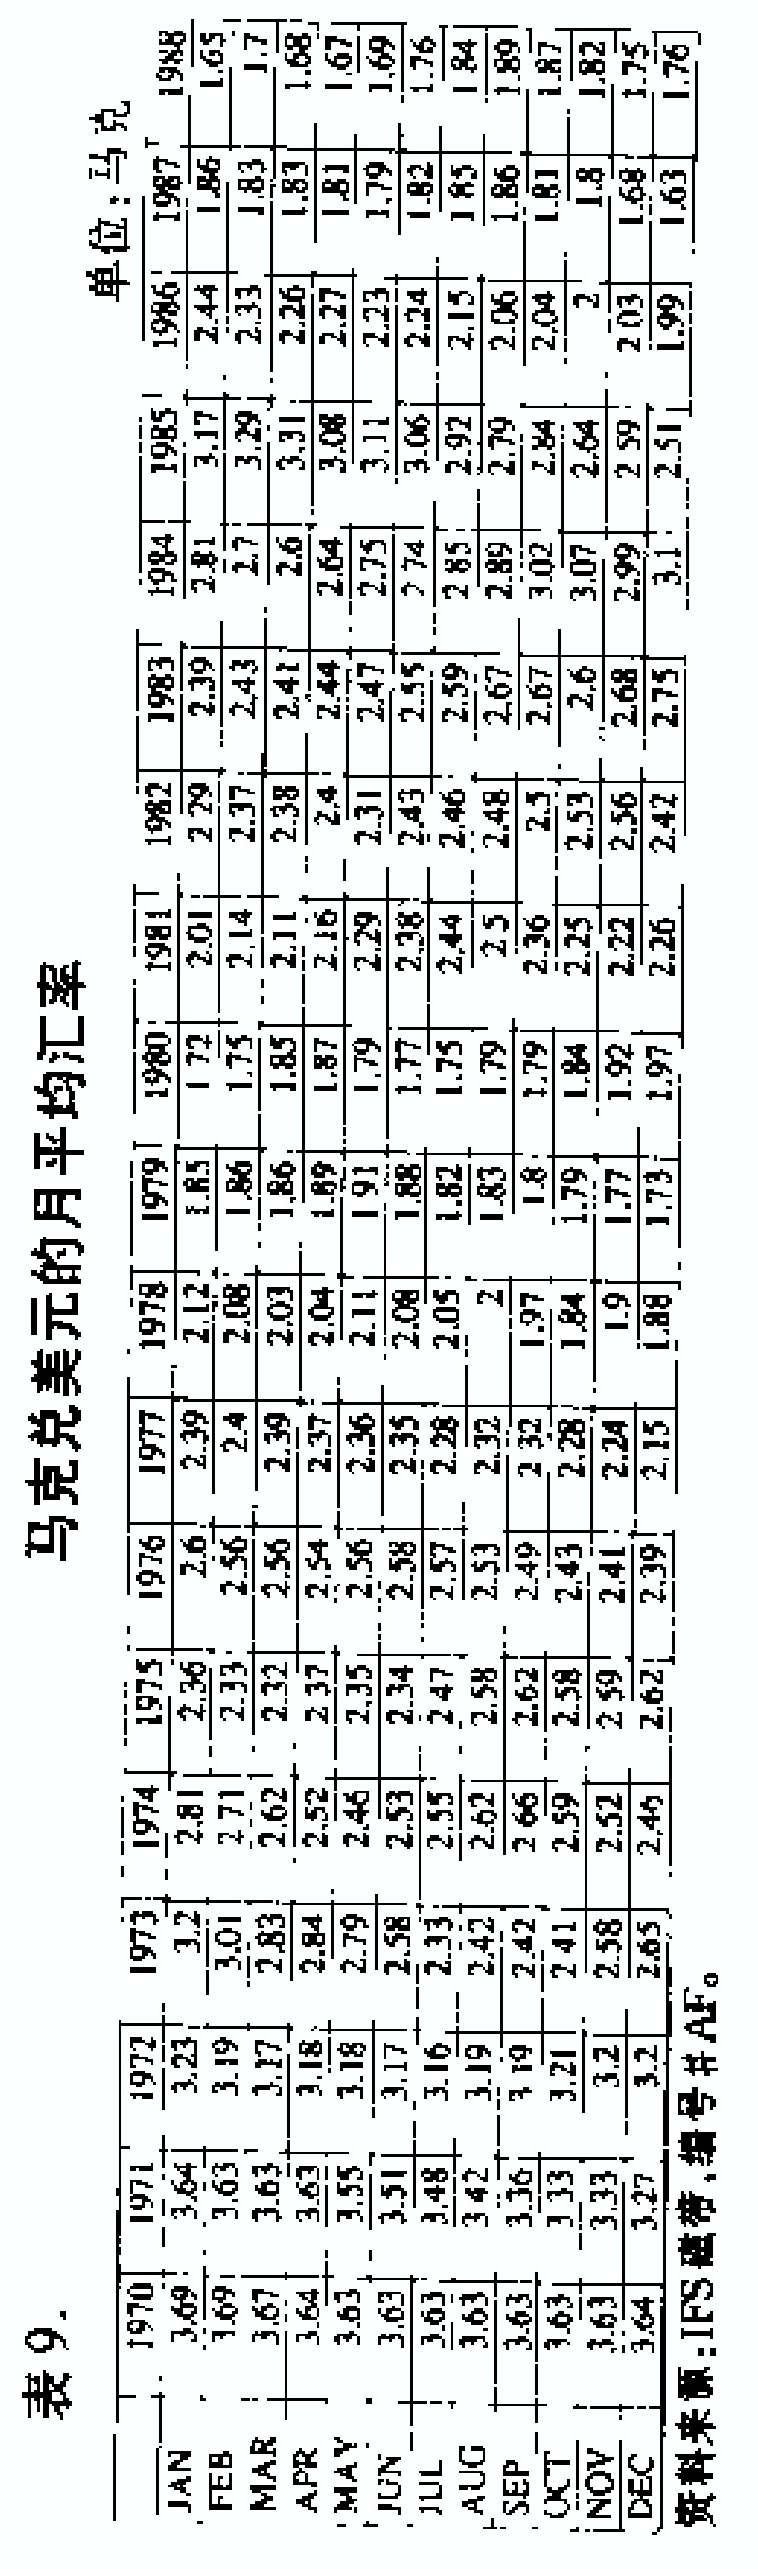 表 9.
马克兑美元的月平均汇率
单位:马克
1970 1971 1972 1973 1974 1975 1976 1977 1978 1979 1980 1981 1982 1983 1984 1985 1986 1987 1988
JAN 3.69 3.64 3.23 3.2 2.81 2.36 2.6 2.39 2.12 1.85 1.72 2.01 2.29 2.39 2.81 3.17 2.44 1.86 1.65
FEB 3.69 3.63 3.19 3.01 2.71 2.33 2.56 2.4 2.08 1.86 1.75 2.14 2.37 2.43 2.7 3.29 2.33 1.83 1.7
MAR 3.67 3.63 3.17 2.83 2.62 2.32 2.56 2.39 2.03 1.86 1.85 2.11 2.38 2.41 2.6 3.31 2.26 1.83 1.68
APR 3.64 3.63 3.18 2.84 2.52 2.37 2.54 2.37 2.04 1.89 1.87 2.16 2.4 2.44 2.64 3.08 2.27 1.81 1.67
MAY 3.63 3.55 3.18 2.79 2.46 2.35 2.56 2.36 2.11 1.91 1.79 2.29 2.31 2.47 2.75 3.11 2.23 1.79 1.69
JUN 3.63 3.51 3.17 2.58 2.53 2.34 2.58 2.35 2.08 1.88 1.77 2.38 2.43 2.55 2.74 3.06 2.24 1.82 1.76
JUL 3.63 3.48 3.16 2.33 2.55 2.47 2.57 2.28 2.05 1.82 1.75 2.44 2.46 2.59 2.85 2.92 2.15 1.85 1.84
AUG 3.63 3.42 3.19 2.42 2.62 2.58 2.53 2.32 2 1.83 1.79 2.5 2.48 2.67 2.89 2.79 2.06 1.86 1.89
SEP 3.63 3.36 3.19 2.42 2.66 2.62 2.49 2.32 1.97 1.8 1.79 2.36 2.5 2.67 3.02 2.84 2.04 1.81 1.87
OCT 3.63 3.33 3.21 2.41 2.59 2.58 2.43 2.28 1.84 1.79 1.84 2.25 2.53 2.6 3.07 2.64 2 1.8 1.82
NOV 3.63 3.33 3.2 2.58 2.52 2.59 2.41 2.24 1.9 1.77 1.92 2.22 2.56 2.68 2.99 2.59 2.03 1.68 1.75
DEC 3.64 3.27 3.2 2.65 2.46 2.62 2.39 2.15 1.88 1.73 1.97 2.26 2.42 2.75 3.1 2.51 1.99 1.63 1.76
资料来源:IFS磁带,编号#AF。